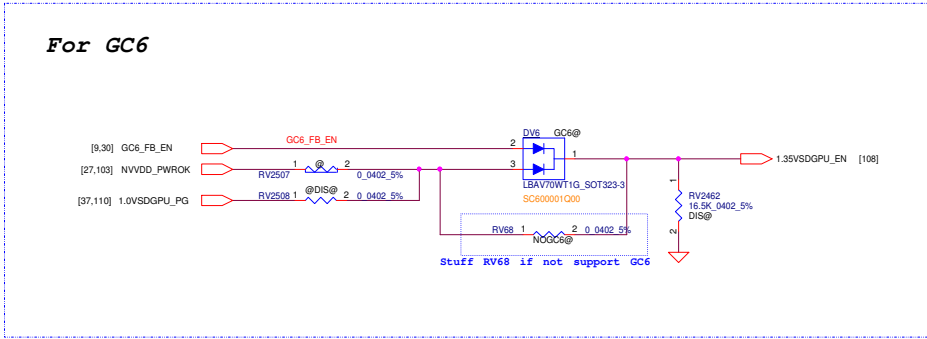 For GC6
DV6 GC6@
[9,30] GC6_FB_EN GC6_FB_EN 2
[27,103] NVVDD_PWROK 1 @ 2 3 1 1.35VSDGPU_EN [108]
RV2507 0_0402_5%
LBAV70WT1G_SOT323-3
[37,110] 1.0VSDGPU_PG RV2508 1 @DIS@ 2 0_0402_5% SC600001Q00
1
RV2462
16.5K_0402_5%
DIS@
2
RV68 1 2 0_0402_5%
NOGC6@
Stuff RV68 if not support GC6